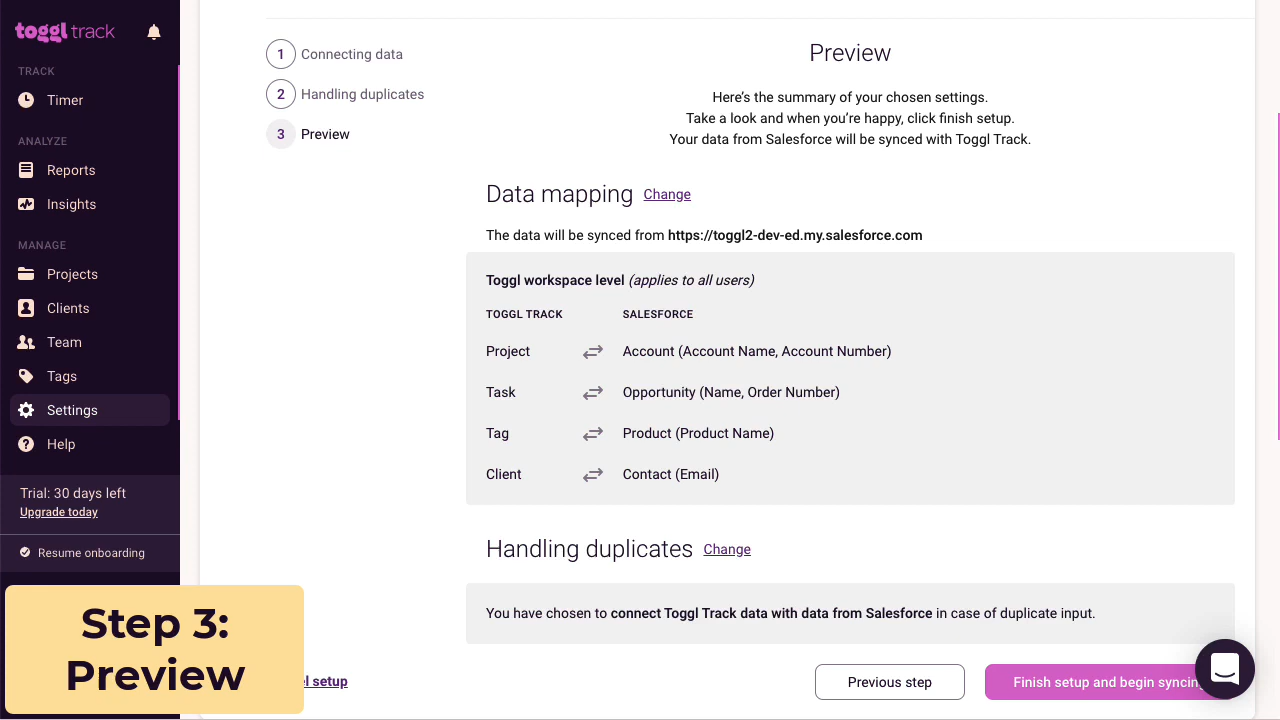 toggl track
TRACK
Timer
ANALYZE
Reports
Insights
MANAGE
Projects
Clients
Team
Tags
Settings
Help
Trial: 30 days left
Upgrade today
Resume onboarding
Step 3:
Preview
1 Connecting data
2 Handling duplicates
3 Preview
Preview
Here's the summary of your chosen settings.
Take a look and when you're happy, click finish setup.
Your data from Salesforce will be synced with Toggl Track.
Data mapping Change
The data will be synced from https://toggl2-dev-ed.my.salesforce.com
Toggl workspace level (applies to all users)
TOGGL TRACK SALESFORCE
Project Account (Account Name, Account Number)
Task Opportunity (Name, Order Number)
Tag Product (Product Name)
Client Contact (Email)
Handling duplicates Change
You have chosen to connect Toggl Track data with data from Salesforce in case of duplicate input.
setup
Previous step
Finish setup and begin